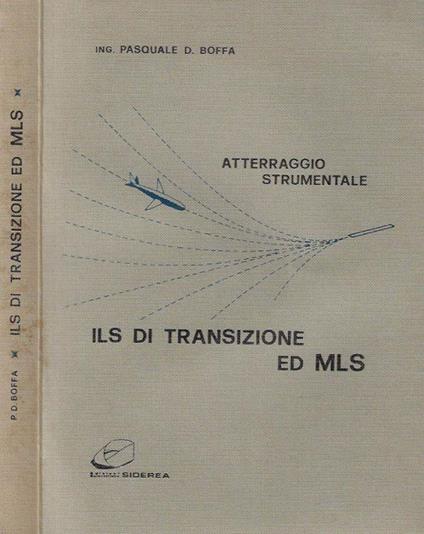 P.D. BOFFA * ILS DI TRANSIZIONE ED MLS *
ING. PASQUALE D. BOFFA
ATTERRAGGIO
STRUMENTALE
ILS DI TRANSIZIONE
ED MLS
SIDEREA